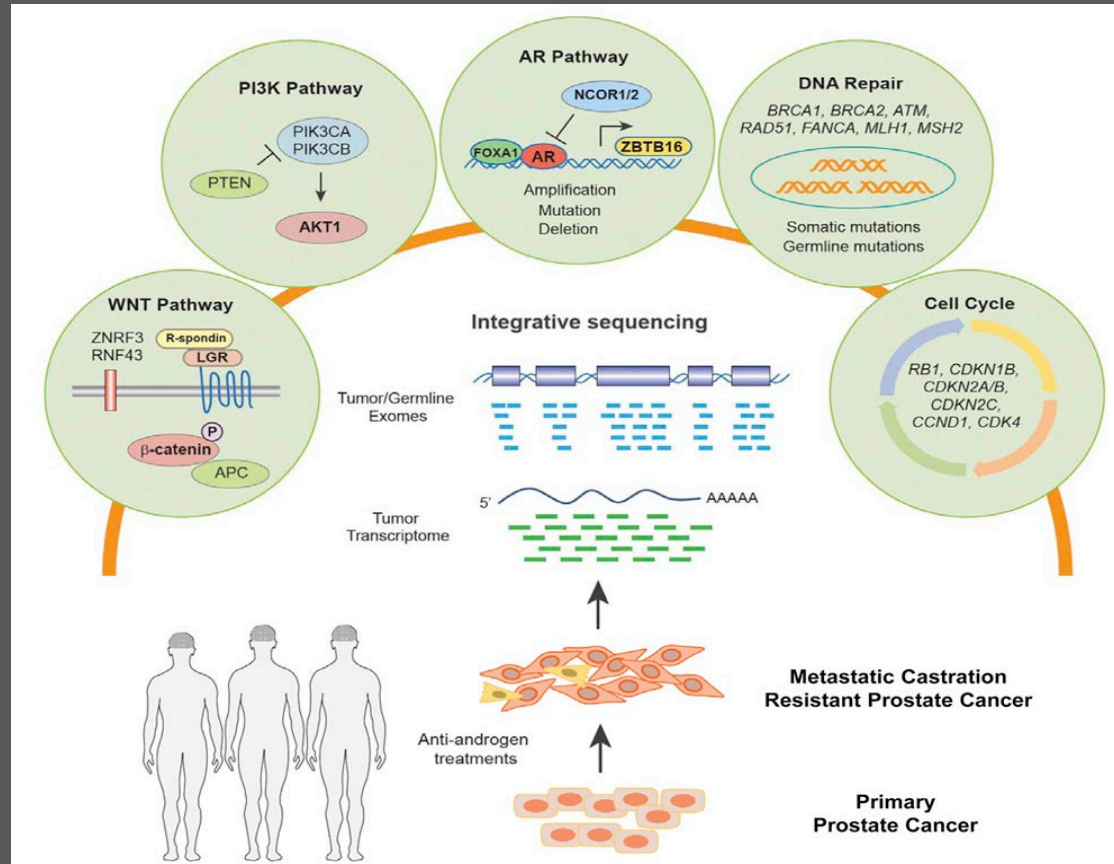 PI3K Pathway
PIK3CA
PIK3CB
PTEN
AKT1
AR Pathway
NCOR1/2
FOXA1
AR
ZBTB16
Amplification
Mutation
Deletion
DNA Repair
BRCA1, BRCA2, ATM,
RAD51, FANCA, MLH1, MSH2
Somatic mutations
Germline mutations
WNT Pathway
ZNRF3
RNF43
R-spondin
LGR
P
β-catenin
APC
Cell Cycle
RB1, CDKN1B,
CDKN2A/B,
CDKN2C,
CCND1, CDK4
Integrative sequencing
Tumor/Germline
Exomes
5'
AAAAA
Tumor
Transcriptome
Metastatic Castration
Resistant Prostate Cancer
Anti-androgen
treatments
Primary
Prostate Cancer